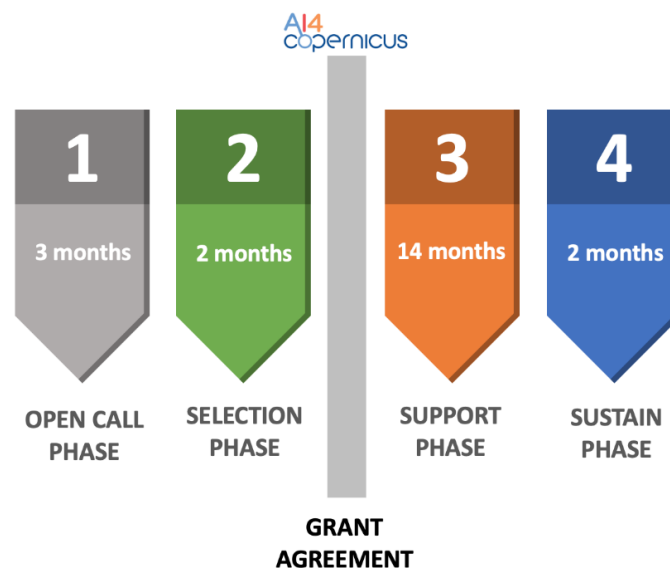 AI4
copernicus
1
2
3
4
3 months
2 months
14 months
2 months
OPEN CALL
PHASE
SELECTION
PHASE
SUPPORT
PHASE
SUSTAIN
PHASE
GRANT
AGREEMENT